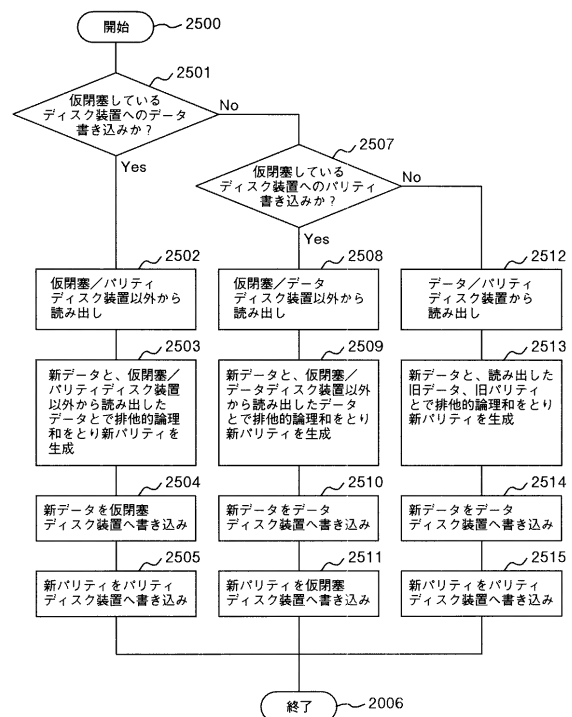 開始
2500
2501
仮閉塞している
ディスク装置へのデータ
書き込みか?
No
Yes
2507
仮閉塞している
ディスク装置へのパリティ
書き込みか?
No
Yes
2502
仮閉塞/パリティ
ディスク装置以外から
読み出し
2508
仮閉塞/データ
ディスク装置以外から
読み出し
2512
データ/パリティ
ディスク装置から
読み出し
2503
新データと、仮閉塞/
パリティディスク装置
以外から読み出した
データとで排他的論理
和をとり新パリティを
生成
2509
新データと、仮閉塞/
データディスク装置以外
から読み出したデータ
とで排他的論理和をとり
新パリティを生成
2513
新データと、読み出した
旧データ、旧パリティ
とで排他的論理和をとり
新パリティを生成
2504
新データを仮閉塞
ディスク装置へ書き込み
2510
新データをデータ
ディスク装置へ書き込み
2514
新データをデータ
ディスク装置へ書き込み
2505
新パリティをパリティ
ディスク装置へ書き込み
2511
新パリティを仮閉塞
ディスク装置へ書き込み
2515
新パリティをパリティ
ディスク装置へ書き込み
終了
2006